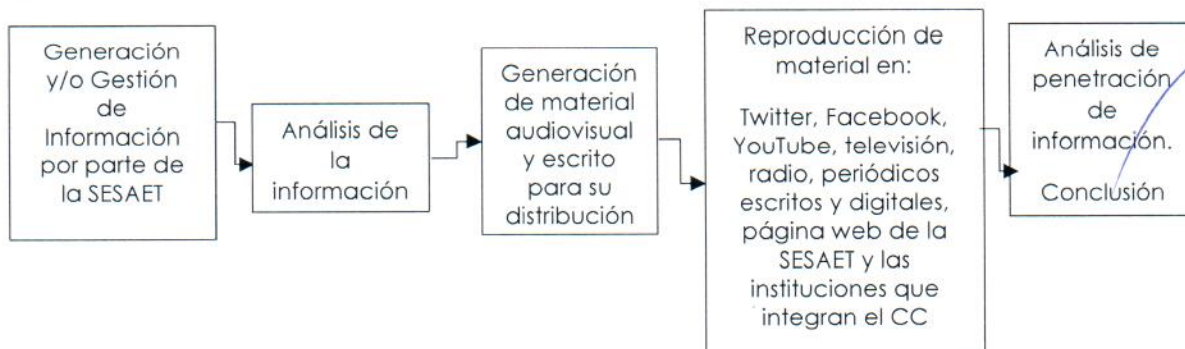 Generación
y/o Gestión
de
Información
por parte de
la SESAET
Análisis de
la
información
Generación
de material
audiovisual
y escrito
para su
distribución
Reproducción de
material en:
Twitter, Facebook,
YouTube, televisión,
radio, periódicos
escritos y digitales,
página web de la
SESAET y las
instituciones que
integran el CC
Análisis de
penetración
de
información.
Conclusión